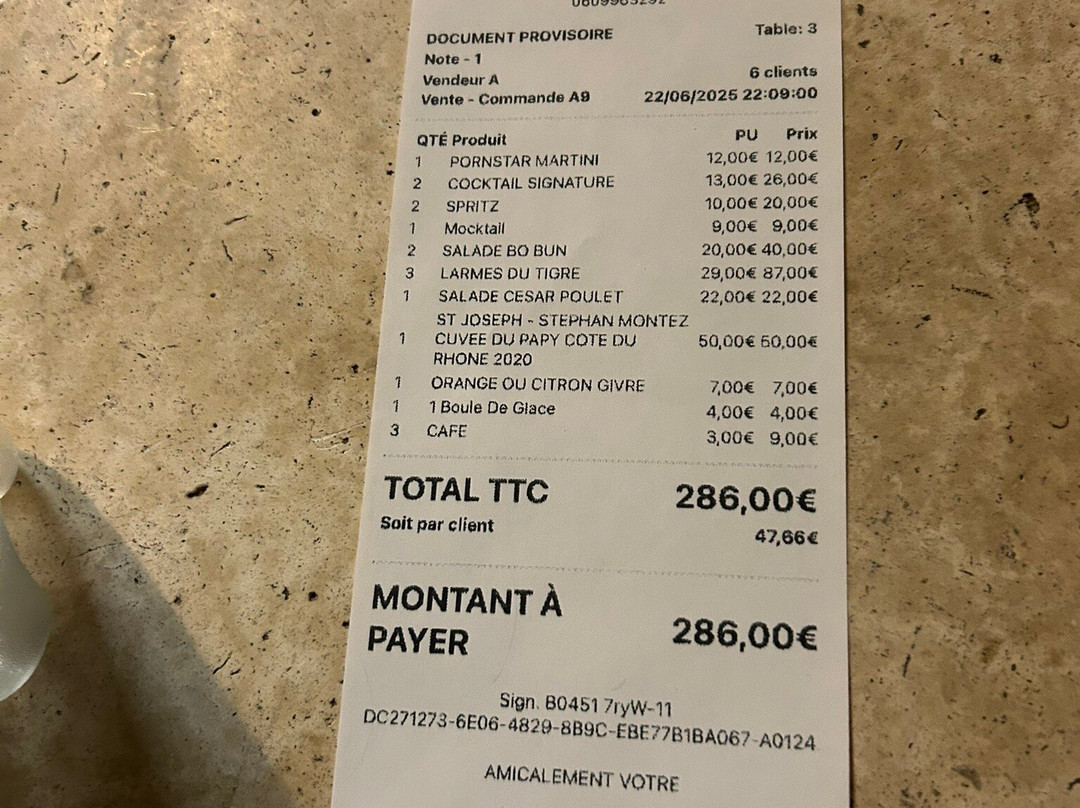 DOCUMENT PROVISOIRE Table: 3
Note - 1
Vendeur A 6 clients
Vente - Commande A9 22/06/2025 22:09:00
QTÉ Produit PU Prix
1 PORNSTAR MARTINI 12,00€ 12,00€
2 COCKTAIL SIGNATURE 13,00€ 26,00€
2 SPRITZ 10,00€ 20,00€
1 Mocktail 9,00€ 9,00€
2 SALADE BO BUN 20,00€ 40,00€
3 LARMES DU TIGRE 29,00€ 87,00€
1 SALADE CESAR POULET 22,00€ 22,00€
ST JOSEPH - STEPHAN MONTEZ
1 CUVEE DU PAPY COTE DU 50,00€ 50,00€
RHONE 2020
1 ORANGE OU CITRON GIVRE 7,00€ 7,00€
1 1 Boule De Glace 4,00€ 4,00€
3 CAFE 3,00€ 9,00€
TOTAL TTC 286,00€
Soit par client 47,66€
MONTANT À
PAYER 286,00€
Sign. B0451 7ryW-11
DC271273-6E06-4829-8B9C-EBE77B1BA067-A0124
AMICALEMENT VOTRE